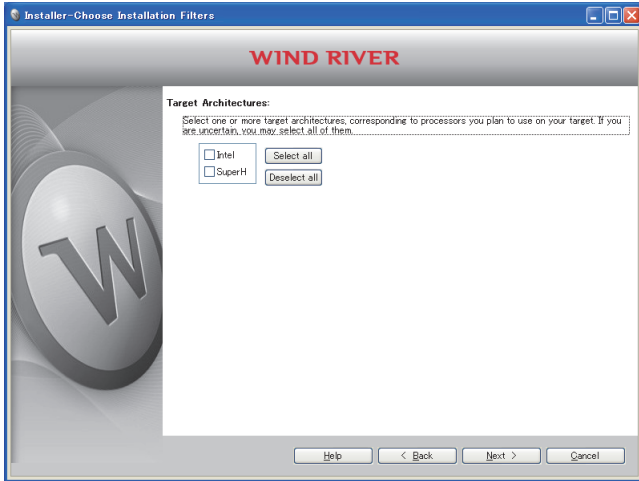 Installer-Choose Installation Filters
WIND RIVER
Target Architectures:
Select one or more target architectures, corresponding to processors you plan to use on your target. If you
are uncertain, you may select all of them.
Intel
Select all
SuperH
Deselect all
W
Help
< Back
Next >
Cancel